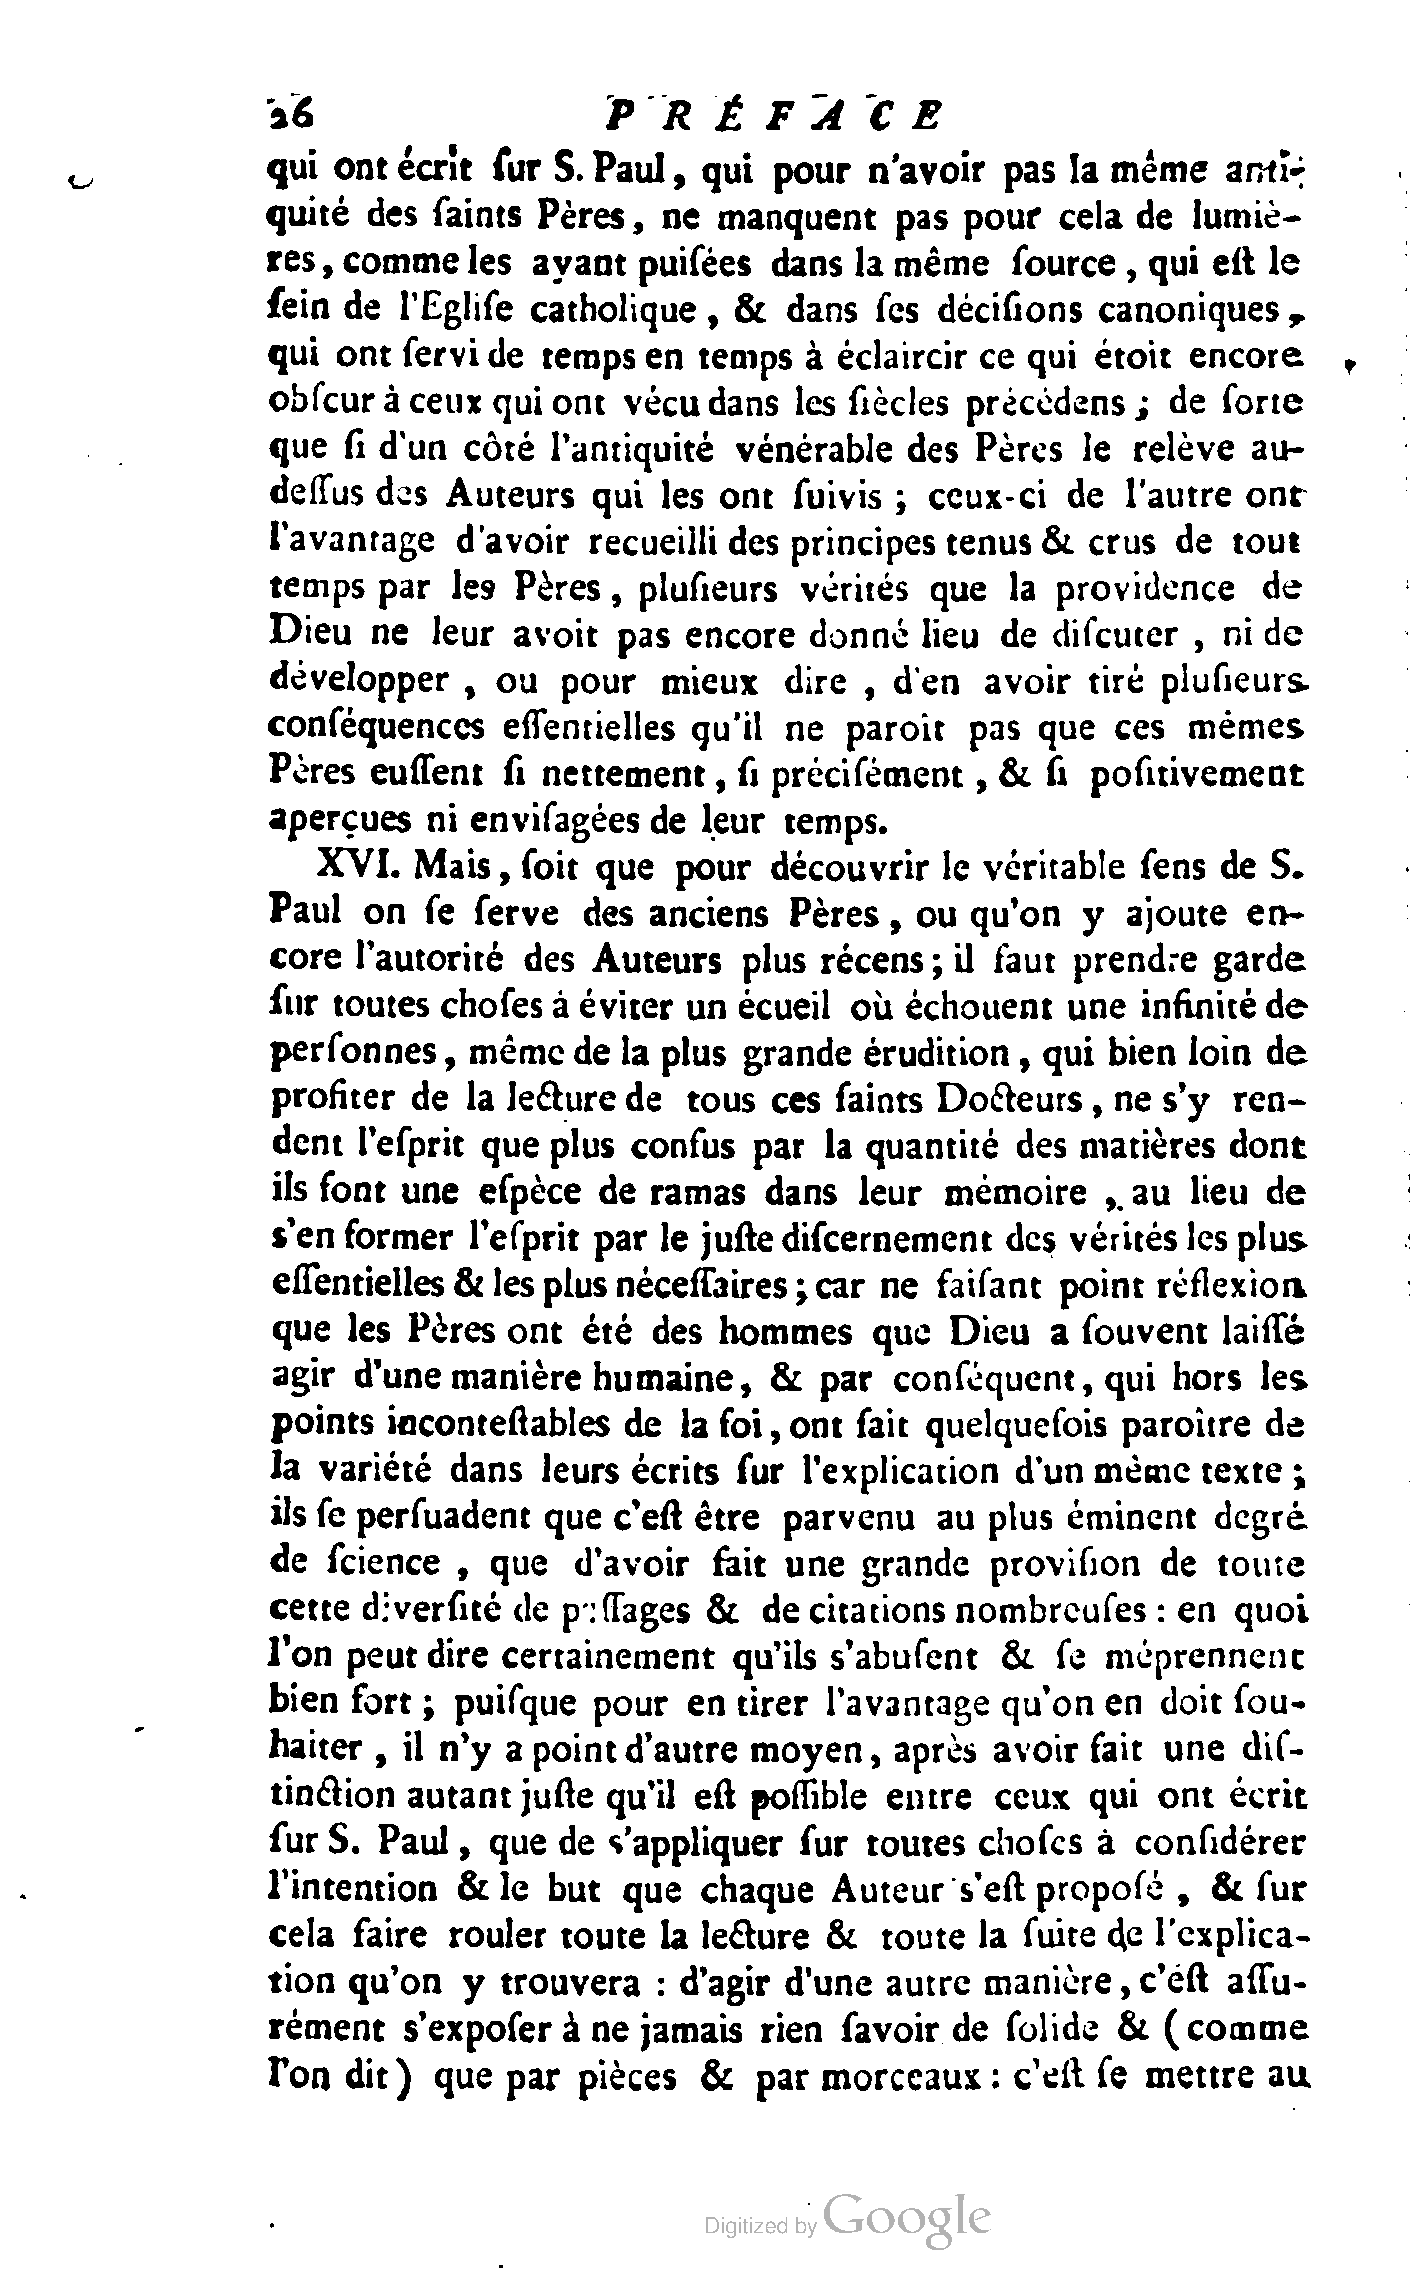 26 PRÉFACE
qui ont écrit ſur S. Paul, qui pour n'avoir pas la même anti-
quité des ſaints Pères, ne manquent pas pour cela de lumiè-
res, comme les ayant puiſées dans la même ſource, qui eſt le
ſein de l'Egliſe catholique, & dans ſes déciſions canoniques,
qui ont ſervi de temps en temps à éclaircir ce qui étoit encore
obſcur à ceux qui ont vécu dans les ſiècles précédens; de ſorte
que ſi d'un côté l'antiquité vénérable des Pères le relève au-
deſſus des Auteurs qui les ont ſuivis; ceux-ci de l'autre ont
l'avantage d'avoir recueilli des principes tenus & crus de tout
temps par les Pères, pluſieurs vérités que la providence de
Dieu ne leur avoit pas encore donné lieu de diſcuter, ni de
développer, ou pour mieux dire, d'en avoir tiré pluſieurs
conſéquences eſſentielles qu'il ne paroit pas que ces mêmes
Pères euſſent ſi nettement, ſi préciſément, & ſi poſitivement
aperçues ni enviſagées de leur temps.
XVI. Mais, ſoit que pour découvrir le véritable ſens de S.
Paul on ſe ſerve des anciens Pères, ou qu'on y ajoute en-
core l'autorité des Auteurs plus récens; il faut prendre garde
ſur toutes choſes à éviter un écueil où échouent une infinité de
perſonnes, même de la plus grande érudition, qui bien loin de
profiter de la lecture de tous ces ſaints Docteurs, ne s'y ren-
dent l'eſprit que plus confus par la quantité des matières dont
ils font une eſpèce de ramas dans leur mémoire, au lieu de
s'en former l'eſprit par le juſte diſcernement des vérités les plus
eſſentielles & les plus néceſſaires; car ne faiſant point réflexion
que les Pères ont été des hommes que Dieu a ſouvent laiſſé
agir d'une manière humaine, & par conſéquent, qui hors les
points inconteſtables de la foi, ont fait quelquefois paroître de
la variété dans leurs écrits ſur l'explication d'un même texte;
ils ſe perſuadent que c'eſt être parvenu au plus éminent degré
de ſcience, que d'avoir fait une grande proviſion de toute
cette diverſité de paſſages & de citations nombreuſes: en quoi
l'on peut dire certainement qu'ils s'abuſent & ſe méprennent
bien fort; puiſque pour en tirer l'avantage qu'on en doit ſou-
haiter, il n'y a point d'autre moyen, après avoir fait une diſ-
tinction autant juſte qu'il eſt poſſible entre ceux qui ont écrit
ſur S. Paul, que de s'appliquer ſur toutes choſes à conſidérer
l'intention & le but que chaque Auteur s'eſt propoſé, & ſur
cela faire rouler toute la lecture & toute la ſuite de l'explica-
tion qu'on y trouvera: d'agir d'une autre manière, c'éſt aſſu-
rément s'expoſer à ne jamais rien ſavoir de ſolide & (comme
l'on dit) que par pièces & par morceaux: c'eſt ſe mettre au
Digitized by Google